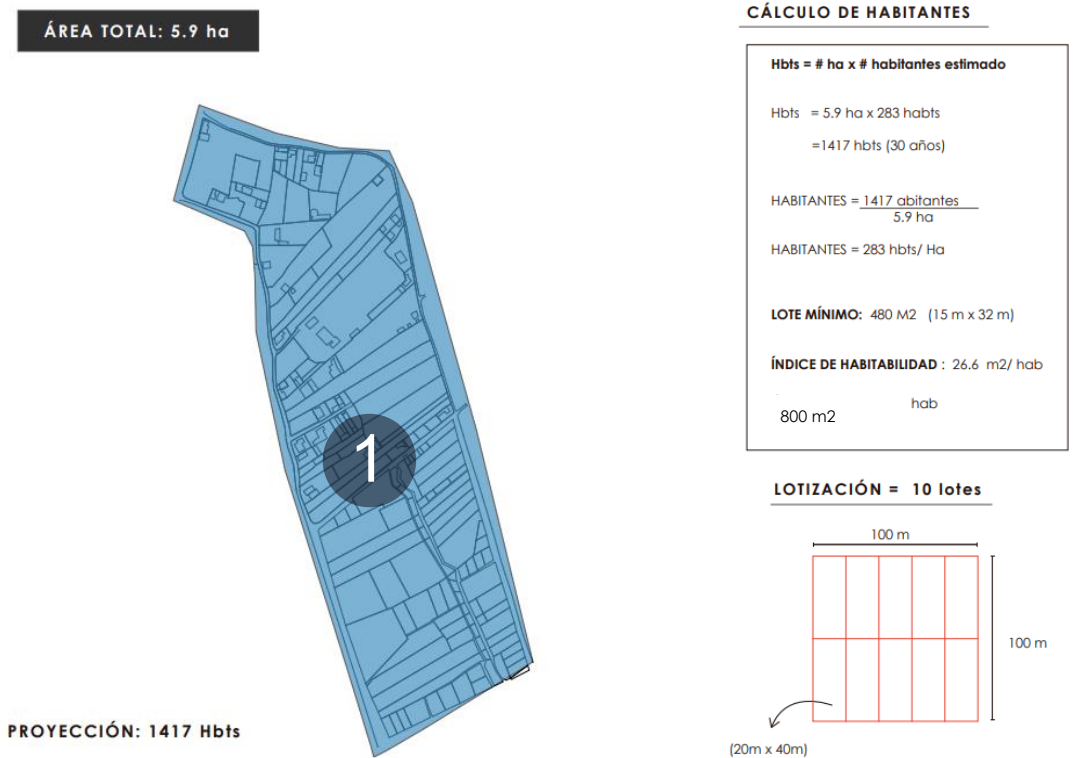 ÁREA TOTAL: 5.9 ha
1
PROYECCIÓN: 1417 Hbts
CÁLCULO DE HABITANTES
Hbts = # ha x # habitantes estimado
Hbts = 5.9 ha x 283 habts
=1417 hbts (30 años)
HABITANTES = 1417 abitantes
5.9 ha
HABITANTES = 283 hbts/ Ha
LOTE MÍNIMO: 480 M2 (15 m x 32 m)
ÍNDICE DE HABITABILIDAD : 26.6 m2/ hab
hab
800 m2
LOTIZACIÓN = 10 lotes
100 m
100 m
(20m x 40m)